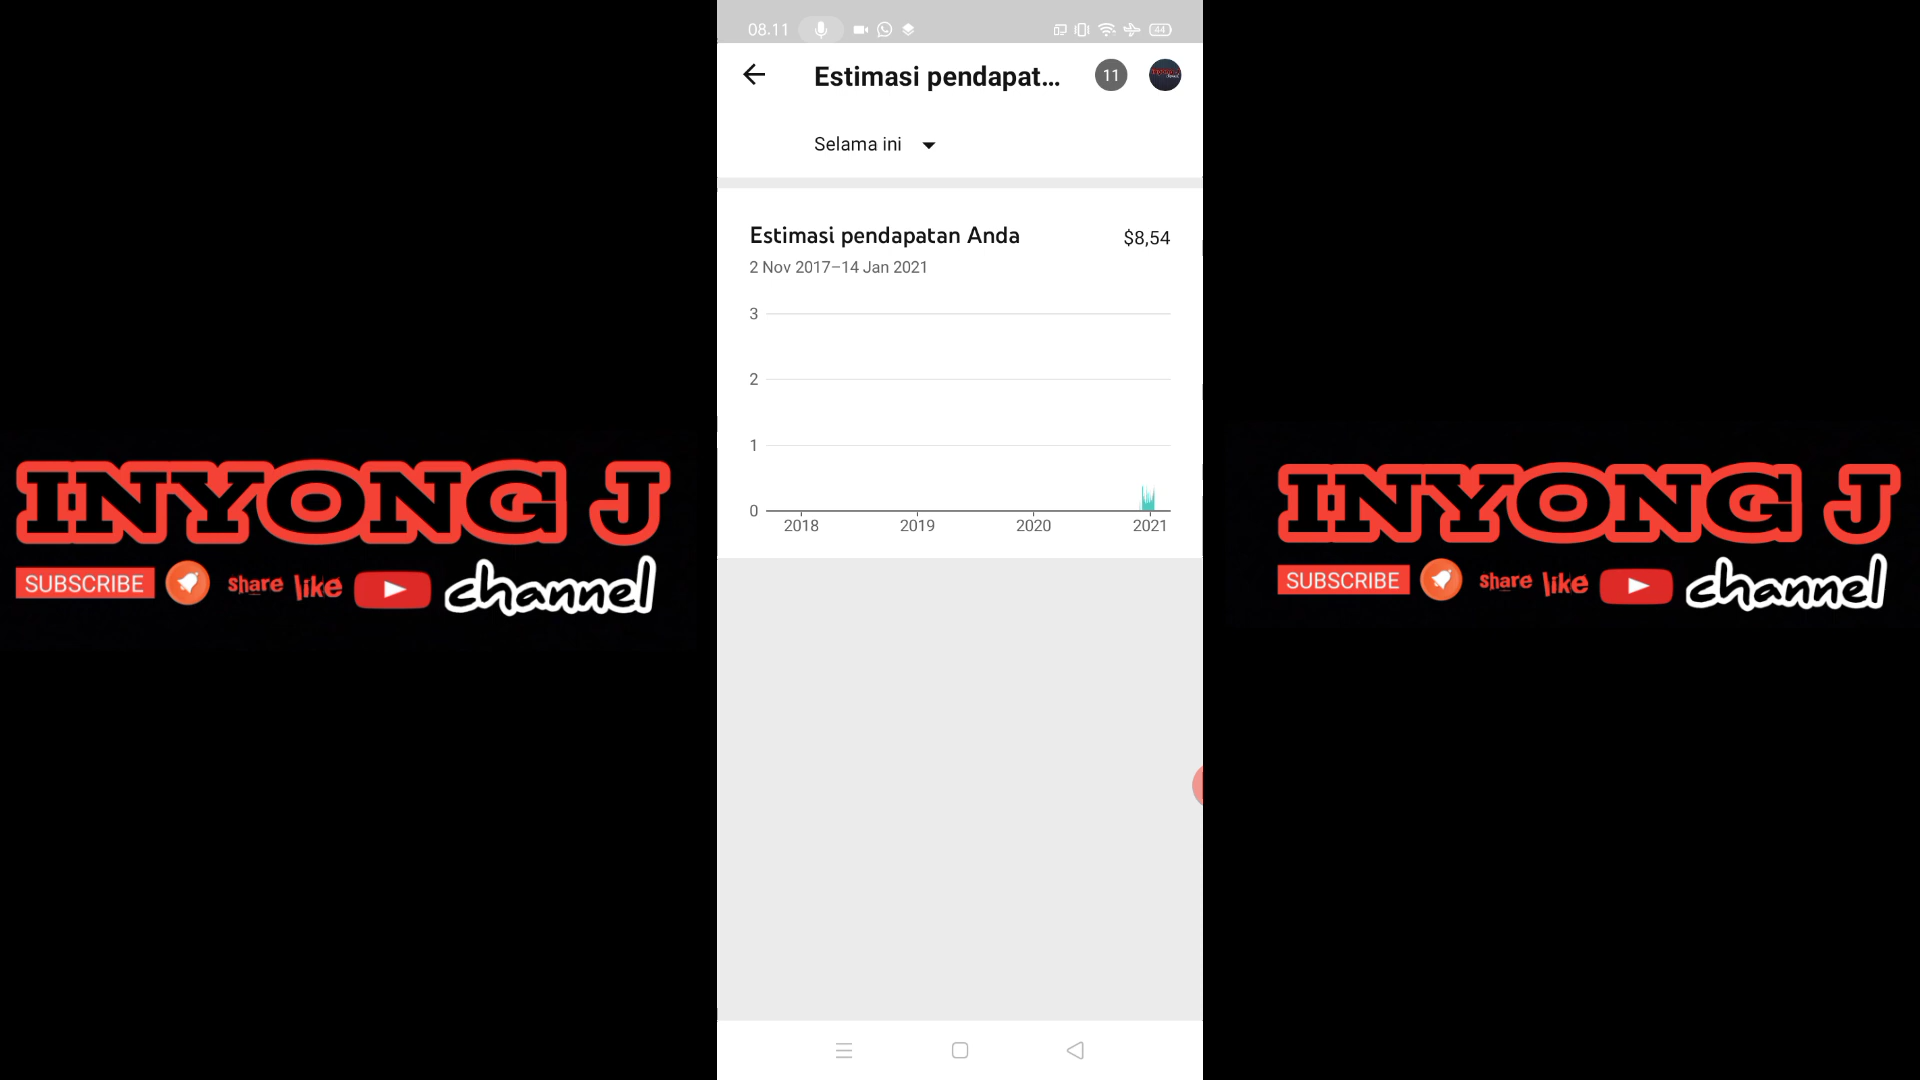 08.11
44
Estimasi pendapat...
11
Selama ini
Estimasi pendapatan Anda
$8,54
2 Nov 2017–14 Jan 2021
3
2
1
0
2018 2019 2020 2021
INYONG J
SUBSCRIBE share like channel
INYONG J
SUBSCRIBE share like channel